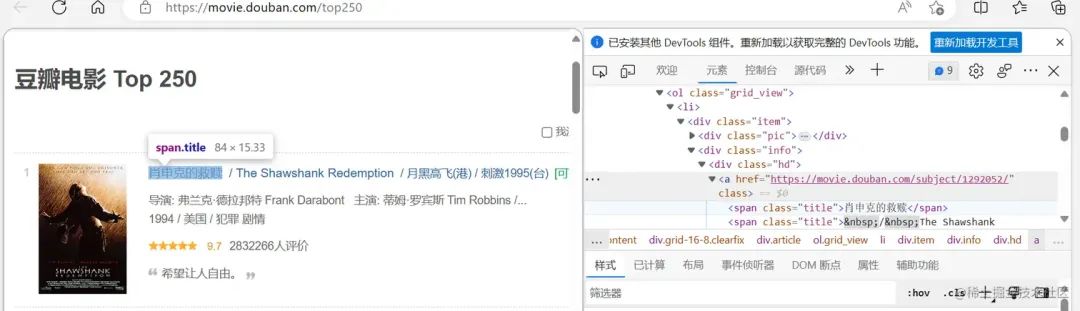 https://movie.douban.com/top250
豆瓣电影 Top 250
我
span.title 84 × 15.33
1
肖申克的救赎 / The Shawshank Redemption / 月黑高飞(港) / 刺激1995(台) [可
导演: 弗兰克·德拉邦特 Frank Darabont 主演: 蒂姆·罗宾斯 Tim Robbins /...
1994 / 美国 / 犯罪 剧情
9.7 2832266人评价
希望让人自由。
SHAWSHANK
已安装其他 DevTools 组件。重新加载以获取完整的 DevTools 功能。 重新加载开发工具
欢迎 元素 控制台 源代码 9
<ol class="grid_view">
<li>
<div class="item">
<div class="pic">…</div>
<div class="info">
<div class="hd">
<a href="https://movie.douban.com/subject/1292052/"
class> == $0
<span class="title">肖申克的救赎</span>
<span class="title">&nbsp;/&nbsp;The Shawshank
... ontent div.grid-16-8.clearfix div.article ol.grid_view li div.item div.info div.hd a ...
样式 已计算 布局 事件侦听器 DOM 断点 属性 辅助功能
筛选器 :hov .cls
@稀土掘金技术社区